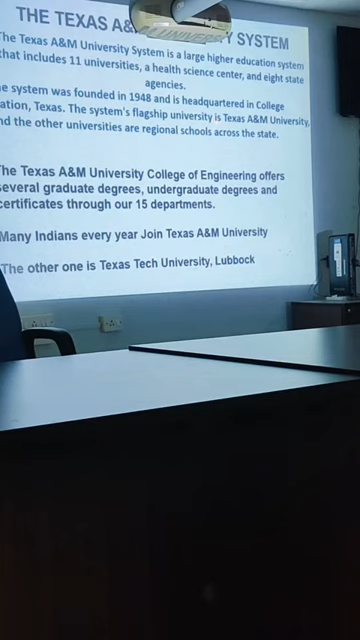 THE TEXAS A& Y SYSTEM
The Texas A&M University System is a large higher education system
that includes 11 universities, a health science center, and eight state
agencies.
e system was founded in 1948 and is headquartered in College
ation, Texas. The system's flagship university is Texas A&M University,
nd the other universities are regional schools across the state.
The Texas A&M University College of Engineering offers
several graduate degrees, undergraduate degrees and
certificates through our 15 departments.
Many Indians every year Join Texas A&M University
The other one is Texas Tech University, Lubbock